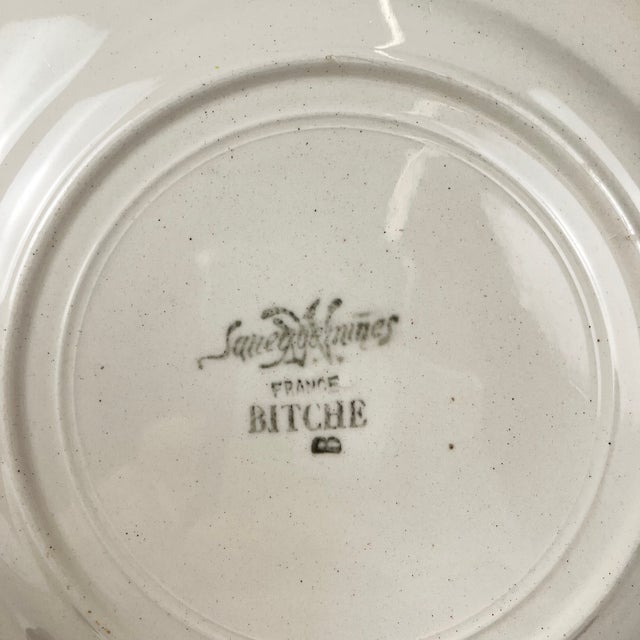 Sarreguemines
FRANCE
BITCHE
B